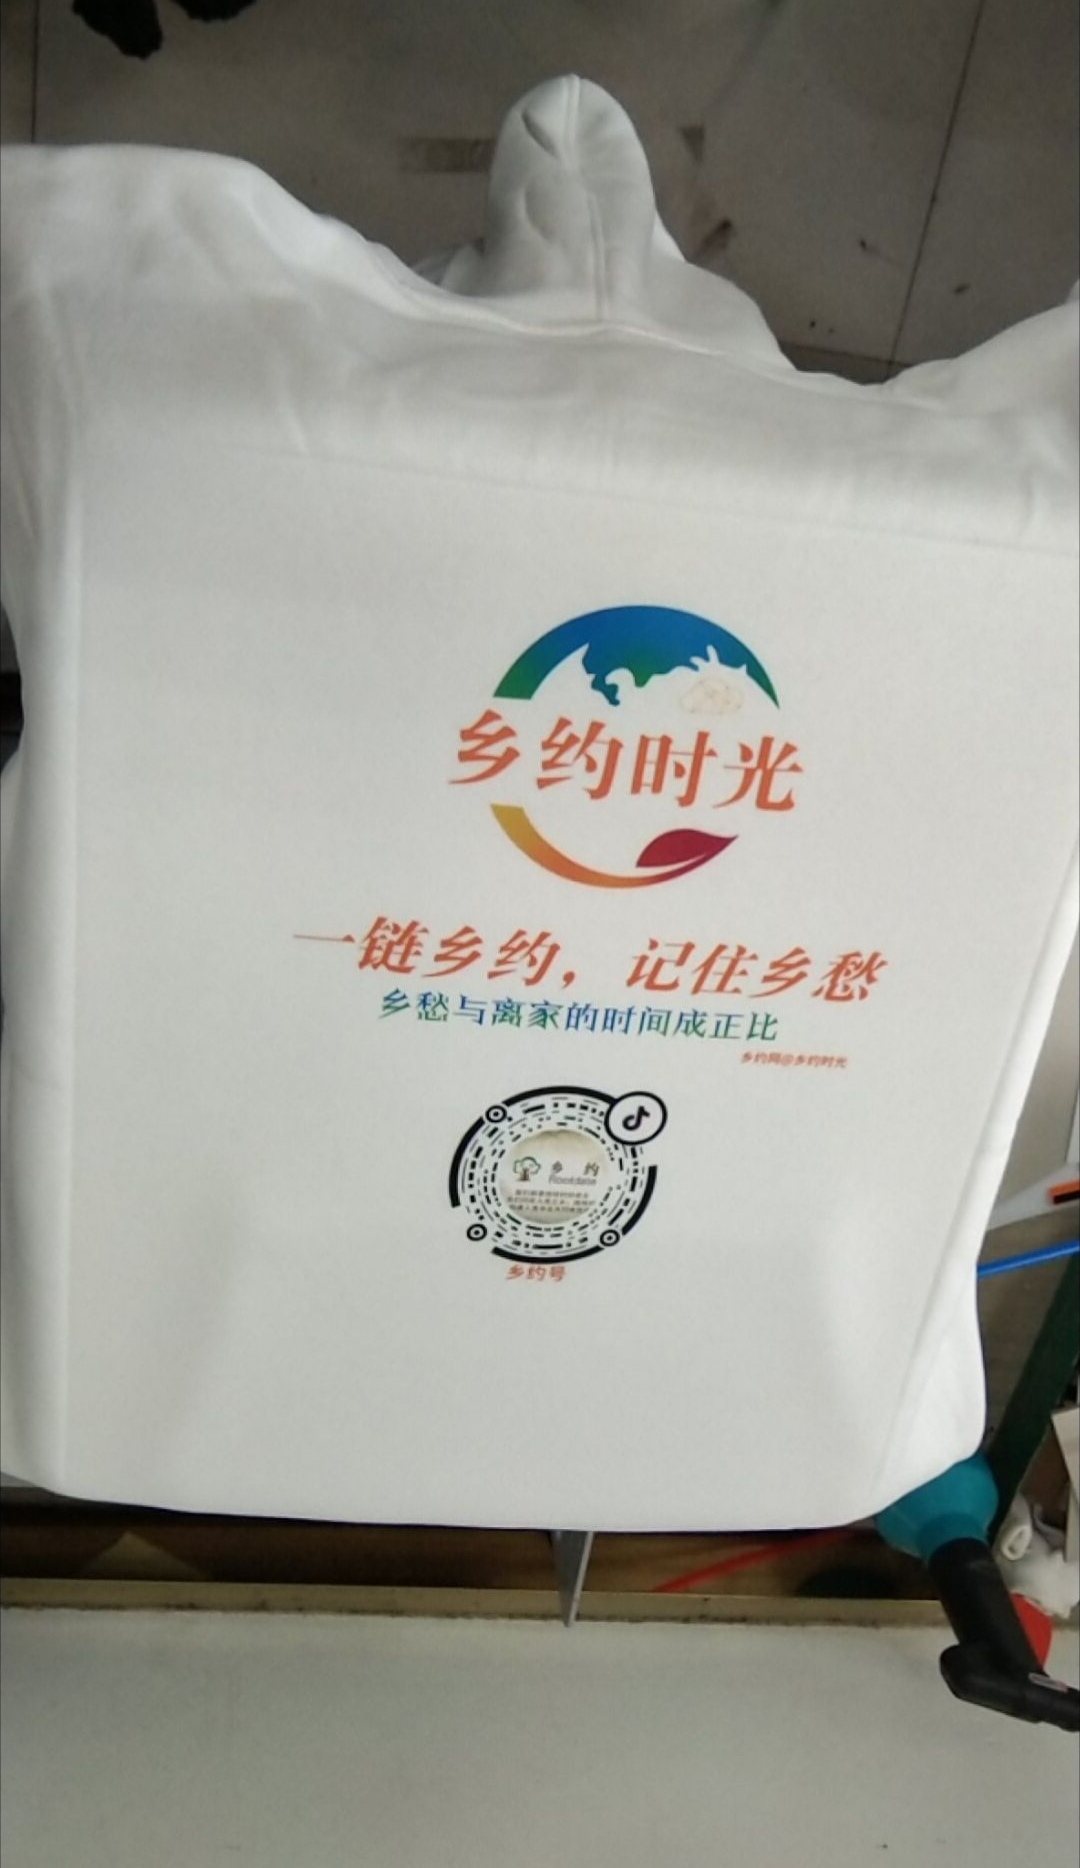 乡约时光
一链乡约，记住乡愁
乡愁与离家的时间成正比
乡约网@乡约时光
乡 约
Rootdata
乡约号